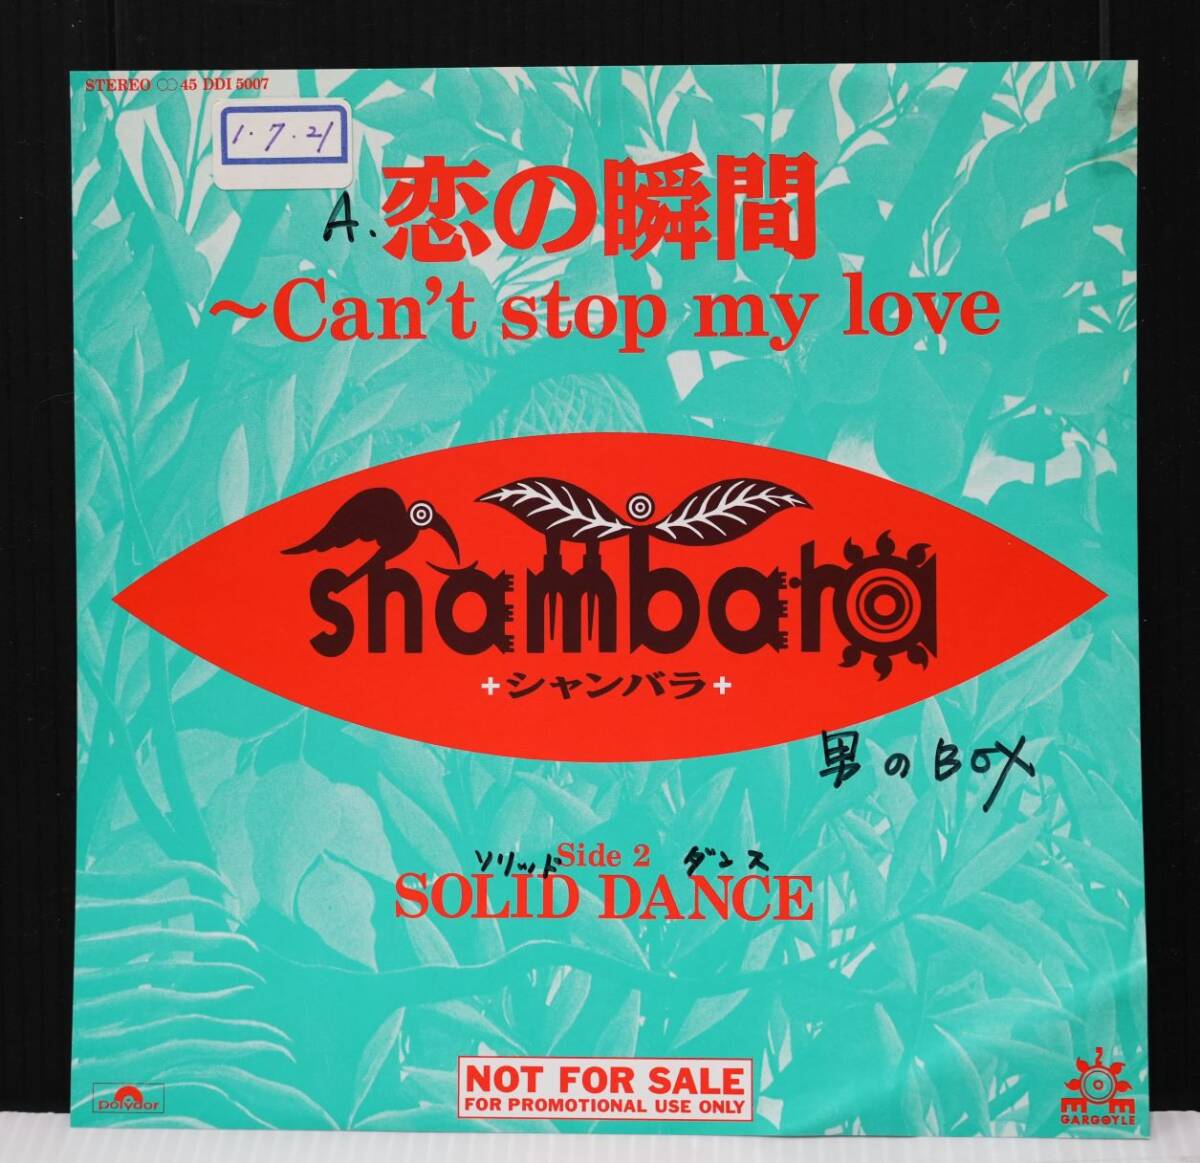 STEREO ∞ 45 DDI 5007
1.7.21
A. 恋の瞬間
~Can't stop my love
shambara
+シャンバラ+
男のBOX
Side 2
ソリッド ダンス
SOLID DANCE
NOT FOR SALE
FOR PROMOTIONAL USE ONLY
polydor
GARGOYLE